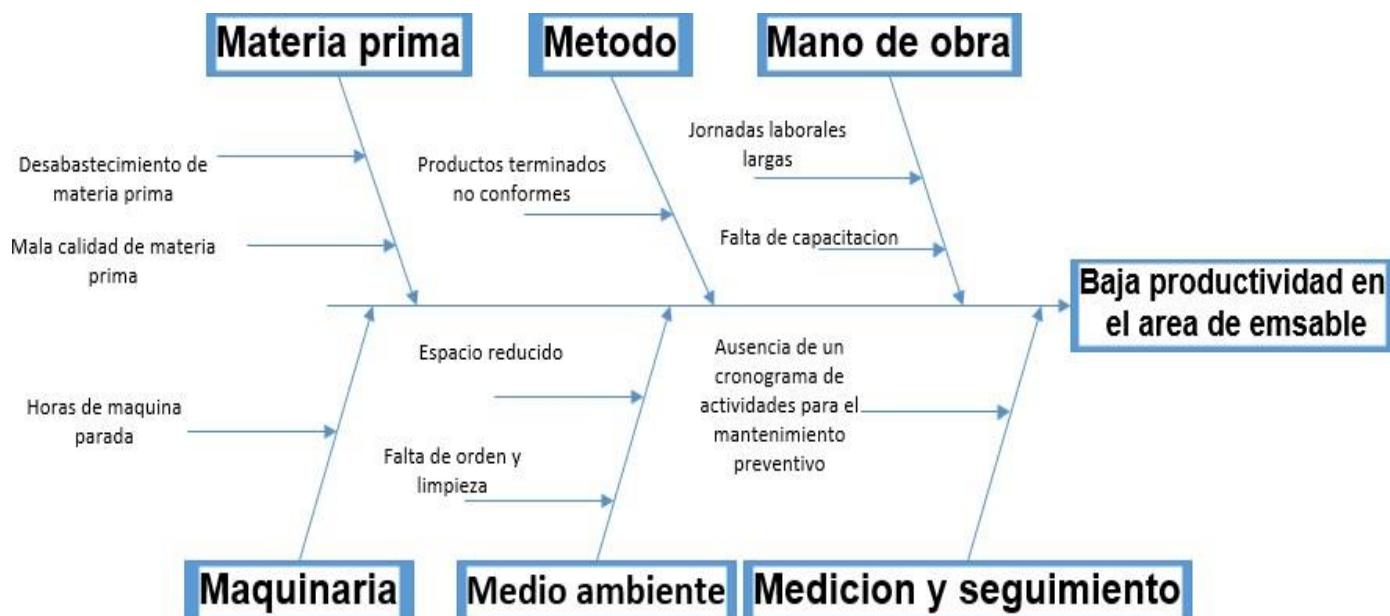 Materia prima
Metodo
Mano de obra
Desabastecimiento de
materia prima
Mala calidad de materia
prima
Productos terminados
no conformes
Jornadas laborales
largas
Falta de capacitacion
Baja productividad en
el area de emsable
Horas de maquina
parada
Espacio reducido
Falta de orden y
limpieza
Ausencia de un
cronograma de
actividades para el
mantenimiento
preventivo
Maquinaria
Medio ambiente
Medicion y seguimiento